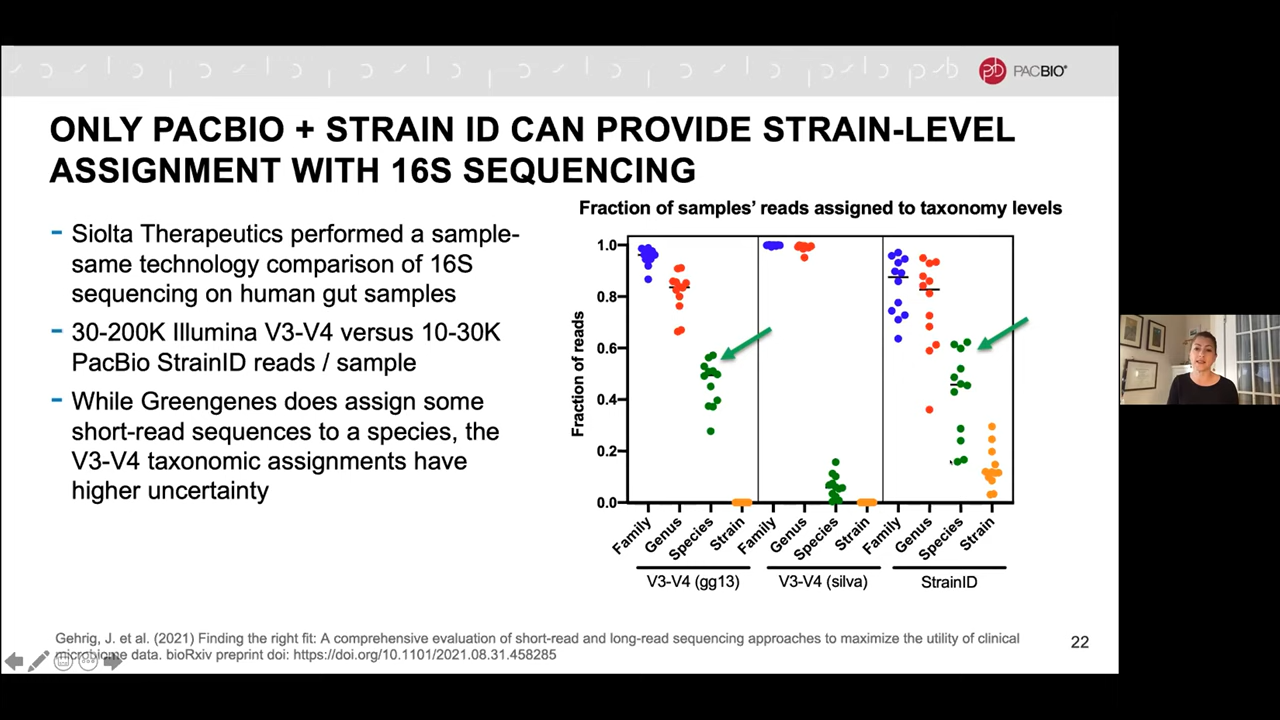 PACBIO®
ONLY PACBIO + STRAIN ID CAN PROVIDE STRAIN-LEVEL
ASSIGNMENT WITH 16S SEQUENCING
- Siolta Therapeutics performed a sample-
same technology comparison of 16S
sequencing on human gut samples
- 30-200K Illumina V3-V4 versus 10-30K
PacBio StrainID reads / sample
- While Greengenes does assign some
short-read sequences to a species, the
V3-V4 taxonomic assignments have
higher uncertainty
Fraction of samples' reads assigned to taxonomy levels
Fraction of reads
1.0
0.8
0.6
0.4
0.2
0.0
Family
Genus
Species
Strain
Family
Genus
Species
Strain
Family
Genus
Species
Strain
V3-V4 (gg13)
V3-V4 (silva)
StrainID
Gehrig, J. et al. (2021) Finding the right fit: A comprehensive evaluation of short-read and long-read sequencing approaches to maximize the utility of clinical
microbiome data. bioRxiv preprint doi: https://doi.org/10.1101/2021.08.31.458285
22